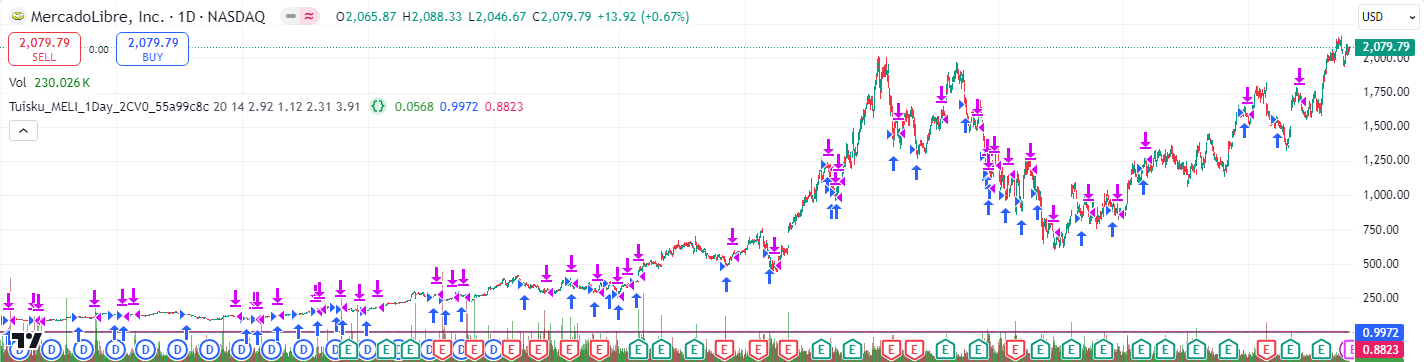 MercadoLibre, Inc. · 1D · NASDAQ O2,065.87 H2,088.33 L2,046.67 C2,079.79 +13.92 (+0.67%) USD
2,079.79 SELL 0.00 2,079.79 BUY
2,079.79
2,000.00
Vol 230.026 K
1,750.00
Tuisku_MELI_1Day_2CV0_55a99c8c 20 14 2.92 1.12 2.31 3.91 {} 0.0568 0.9972 0.8823
1,500.00
1,250.00
1,000.00
750.00
500.00
250.00
0.9972
D D D D D D D D D D D E D E E E D E D E E E E E E E E E E E E E E E E E E E E E E E E E
0.8823